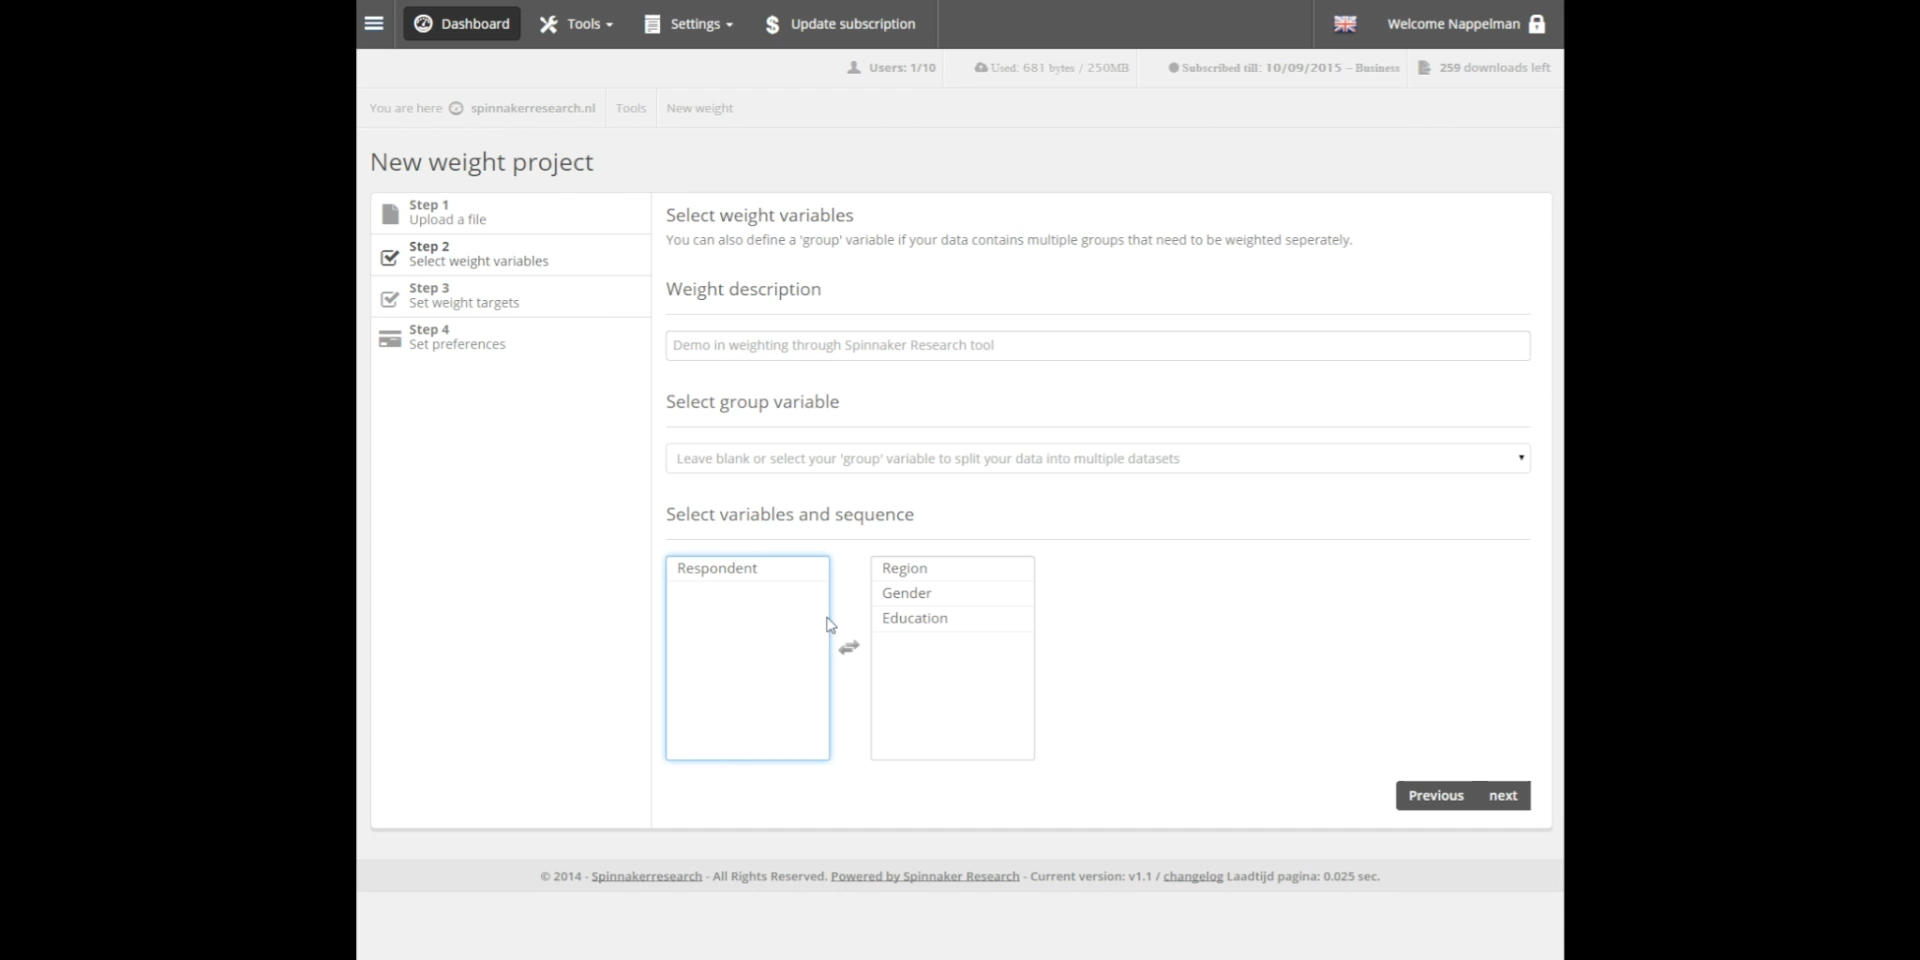 Dashboard Tools Settings $ Update subscription Welcome Nappelman
Users: 1/10 Used: 681 bytes / 250MB Subscribed till: 10/09/2015 – Business 259 downloads left
You are here spinnakerresearch.nl Tools New weight
New weight project
Step 1
Upload a file
Step 2
Select weight variables
Step 3
Set weight targets
Step 4
Set preferences
Select weight variables
You can also define a 'group' variable if your data contains multiple groups that need to be weighted seperately.
Weight description
Demo in weighting through Spinnaker Research tool
Select group variable
Leave blank or select your 'group' variable to split your data into multiple datasets
Select variables and sequence
Respondent
Region
Gender
Education
Previous next
© 2014 - Spinnakerresearch - All Rights Reserved. Powered by Spinnaker Research - Current version: v1.1 / changelog Laadtijd pagina: 0.025 sec.